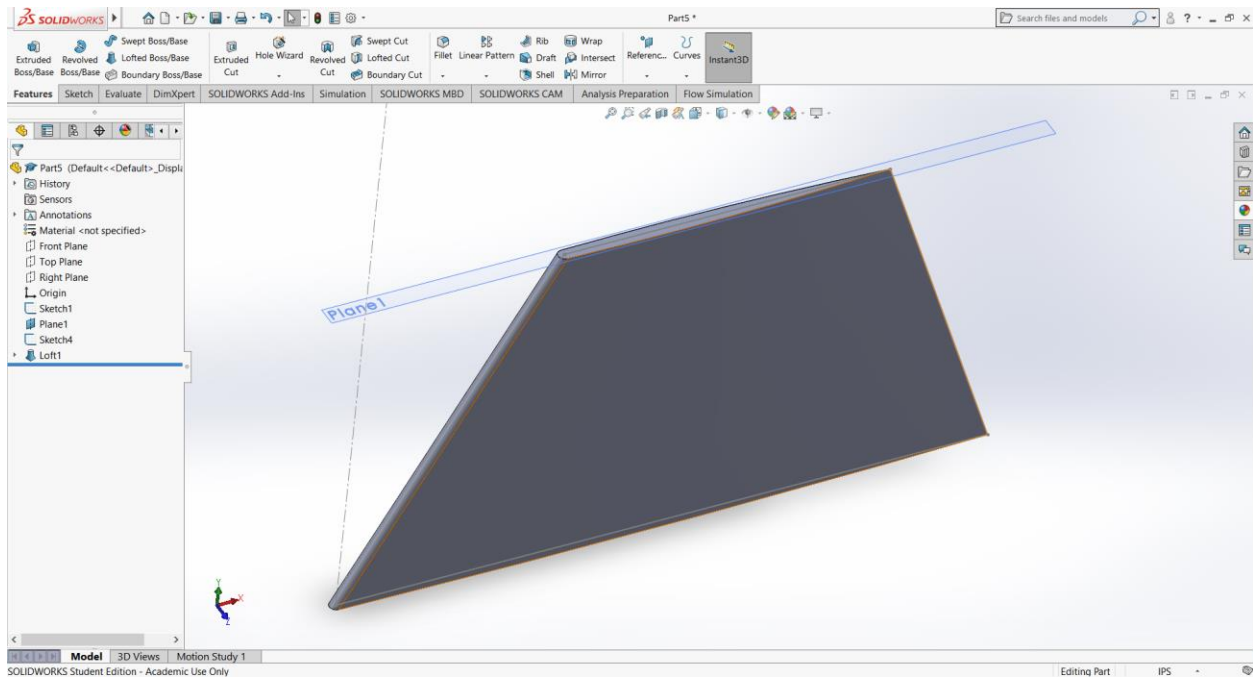 SOLIDWORKS
Part5 *
Search files and models
Extruded Boss/Base
Revolved Boss/Base
Swept Boss/Base
Lofted Boss/Base
Boundary Boss/Base
Extruded Cut
Hole Wizard
Revolved Cut
Swept Cut
Lofted Cut
Boundary Cut
Fillet
Linear Pattern
Rib
Draft
Shell
Wrap
Intersect
Mirror
Referenc...
Curves
Instant3D
Features Sketch Evaluate DimXpert SOLIDWORKS Add-Ins Simulation SOLIDWORKS MBD SOLIDWORKS CAM Analysis Preparation Flow Simulation
Part5 (Default<<Default>_Displa
History
Sensors
Annotations
Material <not specified>
Front Plane
Top Plane
Right Plane
Origin
Sketch1
Plane1
Sketch4
Loft1
Plane1
Y
X
Z
Model 3D Views Motion Study 1
SOLIDWORKS Student Edition - Academic Use Only
Editing Part
IPS